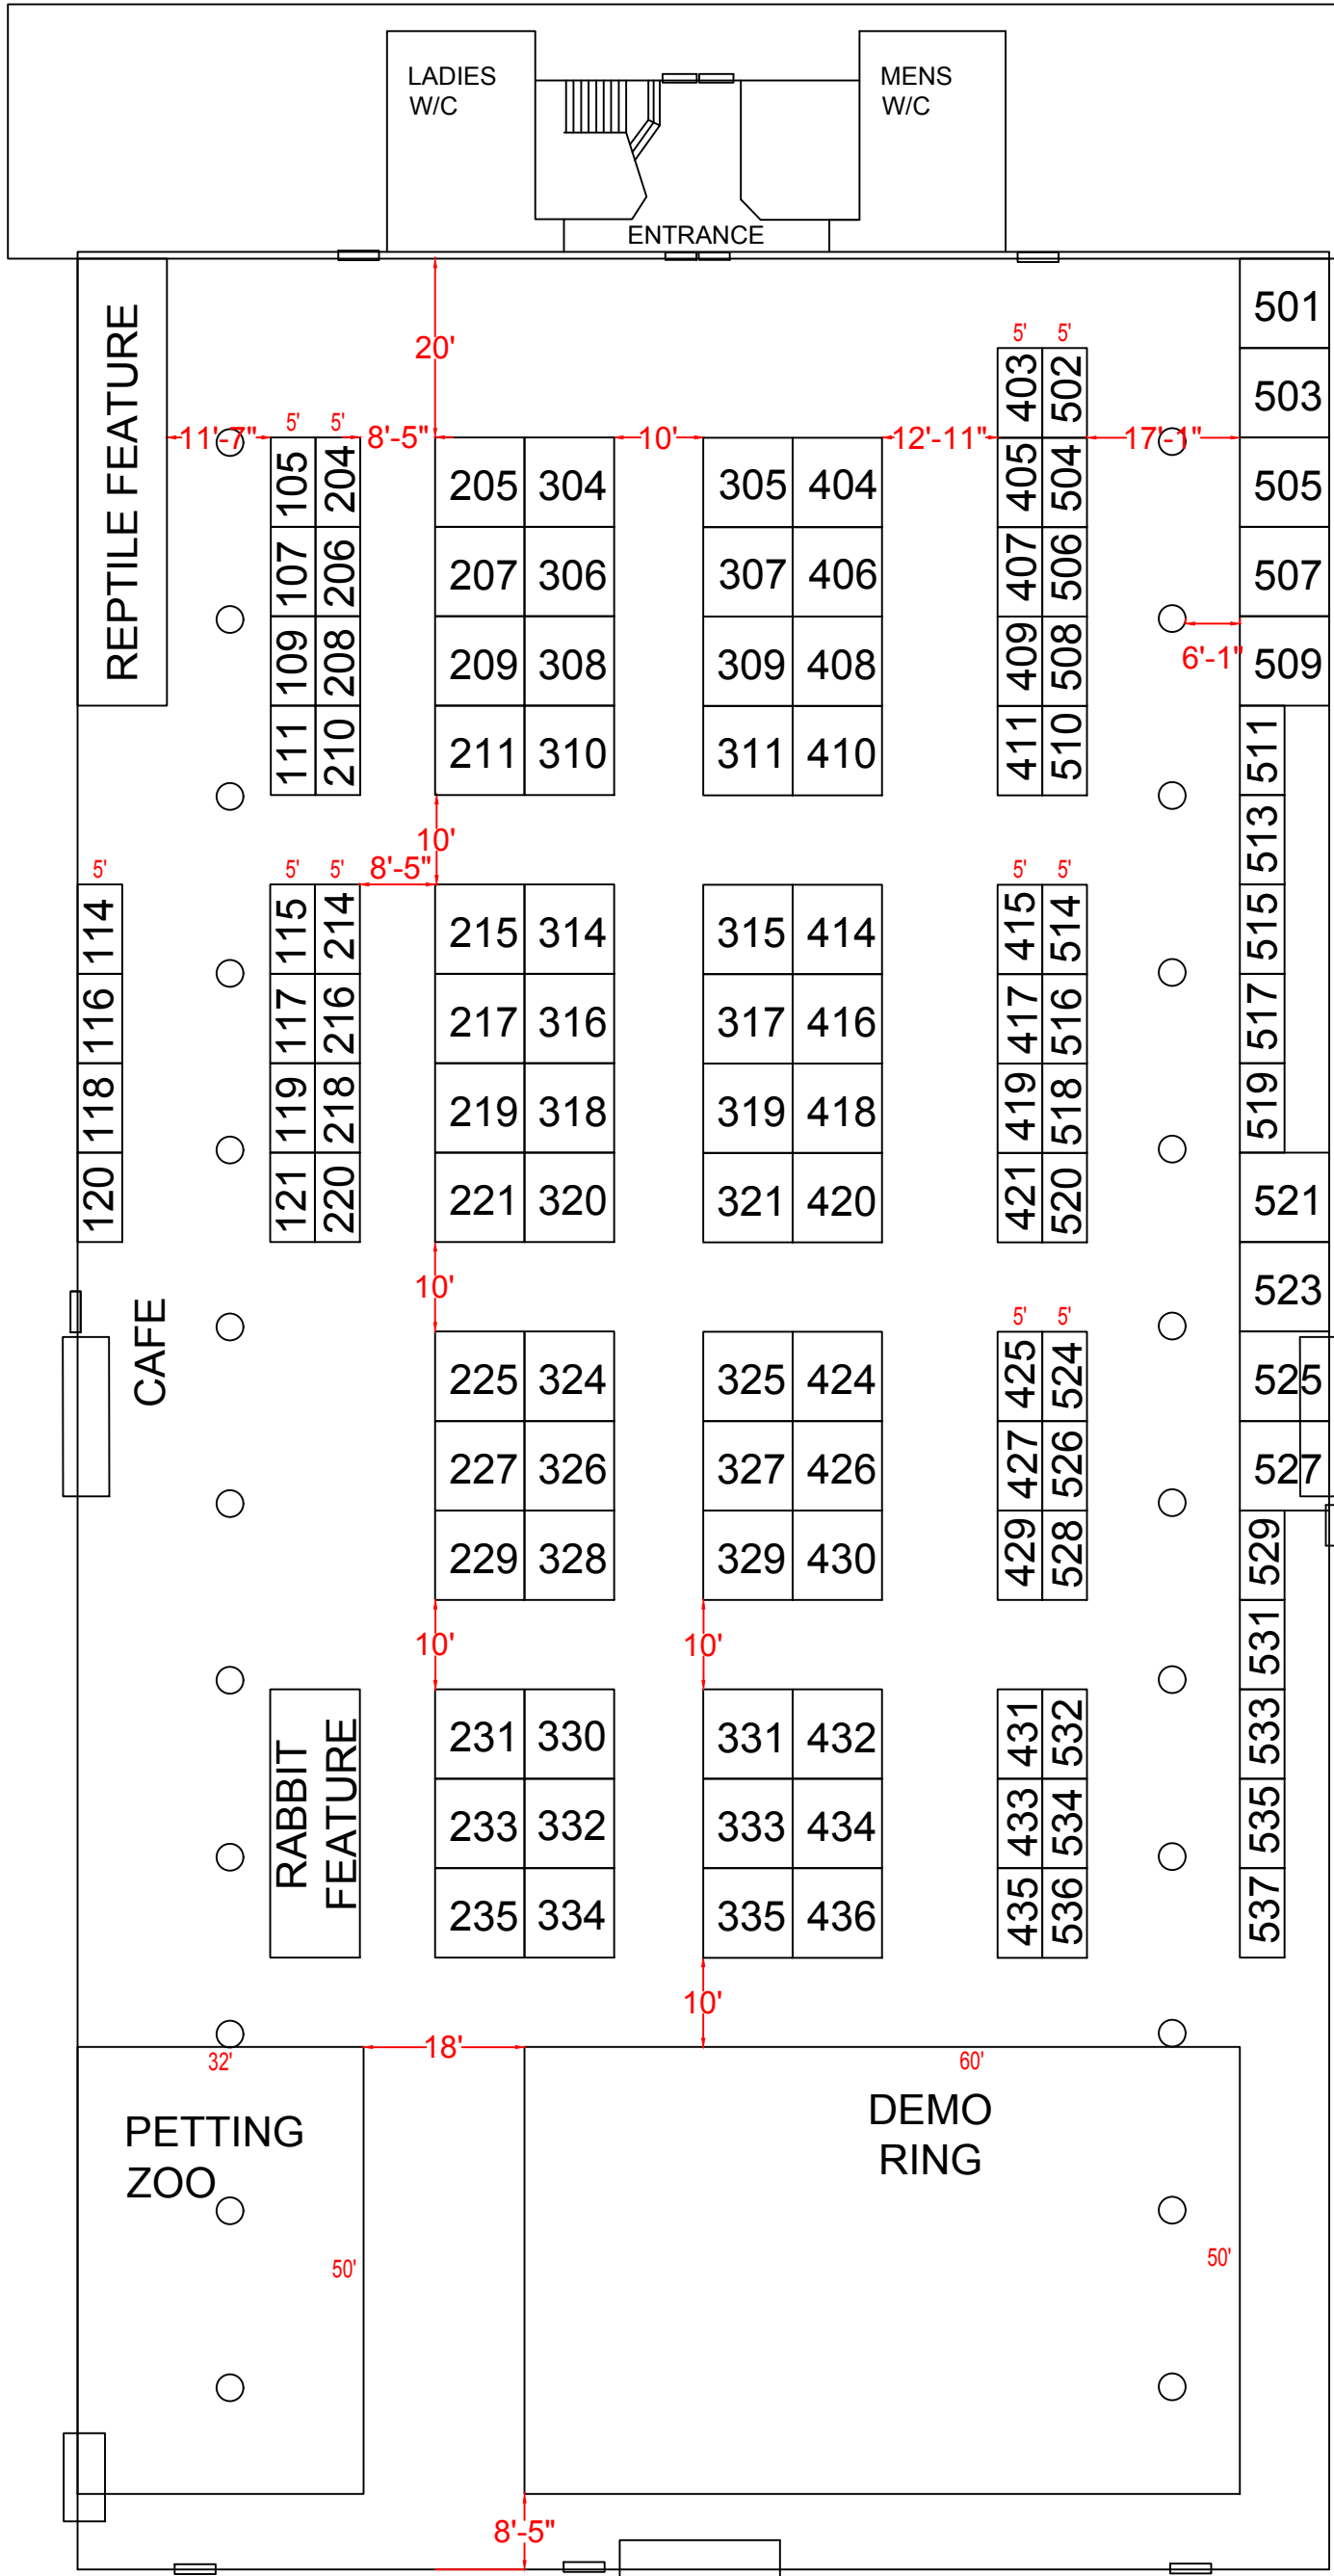 LADIES
W/C
MENS
W/C
ENTRANCE
REPTILE FEATURE
20'
501
5' 5'
403 502
503
11'-7" 5' 5' 8'-5" 10' 12'-11" 17'-1"
105 204 205 304 305 404 405 504 505
107 206 207 306 307 406 407 506 507
6'-1"
109 208 209 308 309 408 409 508 509
111 210 211 310 311 410 411 510 511
10'
513
5' 5' 5' 8'-5" 5' 5'
114 115 214 215 314 315 414 415 514 515
116 117 216 217 316 317 416 417 516 517
118 119 218 219 318 319 418 419 518 519
120 121 220 221 320 321 420 421 520 521
10'
523
CAFE
5' 5'
225 324 325 424 425 524 525
227 326 327 426 427 526 527
229 328 329 430 429 528 529
10' 10'
531
RABBIT
FEATURE
231 330 331 432 431 532 533
233 332 333 434 433 534 535
235 334 335 436 435 536 537
10'
18'
32'
60'
PETTING
ZOO
50'
DEMO
RING
50'
8'-5"